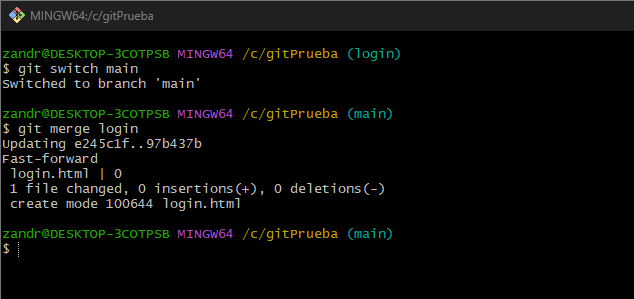 MINGW64:/c/gitPrueba
zandr@DESKTOP-3COTPSB MINGW64 /c/gitPrueba (login)
$ git switch main
Switched to branch 'main'
zandr@DESKTOP-3COTPSB MINGW64 /c/gitPrueba (main)
$ git merge login
Updating e245c1f..97b437b
Fast-forward
 login.html | 0
 1 file changed, 0 insertions(+), 0 deletions(-)
 create mode 100644 login.html
zandr@DESKTOP-3COTPSB MINGW64 /c/gitPrueba (main)
$